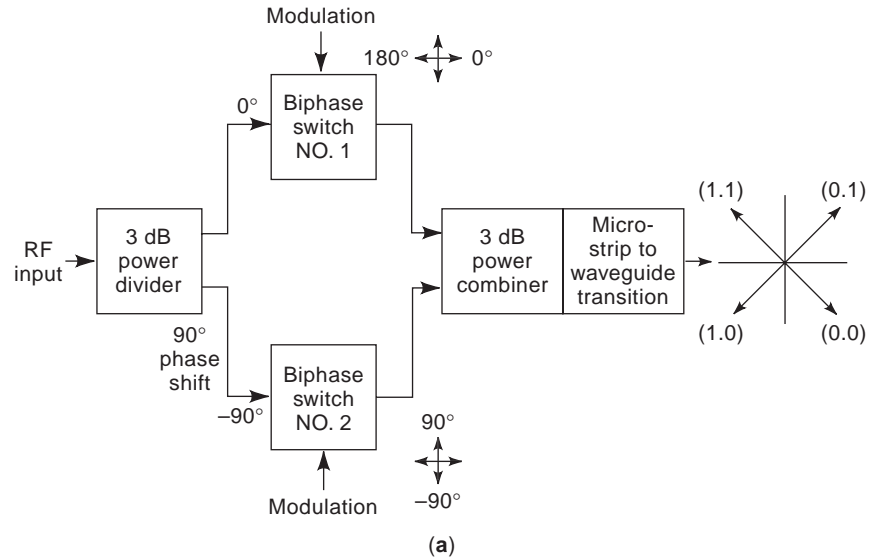 Modulation
180°
0°
0°
Biphase
switch
NO. 1
(1.1)
(0.1)
RF
input
3 dB
power
divider
3 dB
power
combiner
Micro-
strip to
waveguide
transition
(1.0)
(0.0)
90°
phase
shift
–90°
Biphase
switch
NO. 2
90°
–90°
Modulation
(a)